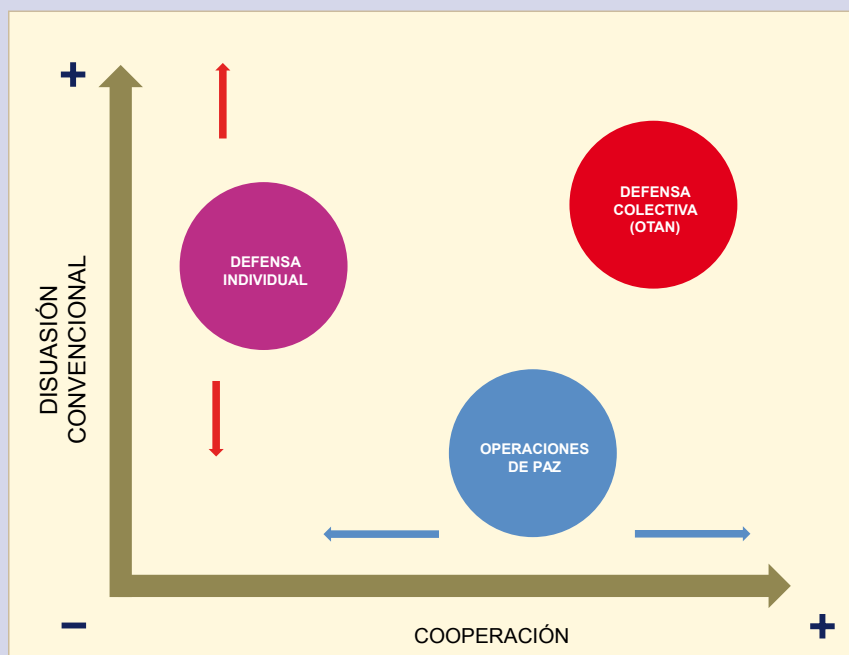 +
DISUASIÓN
CONVENCIONAL
DEFENSA
INDIVIDUAL
DEFENSA
COLECTIVA
(OTAN)
OPERACIONES
DE PAZ
−
COOPERACIÓN
+